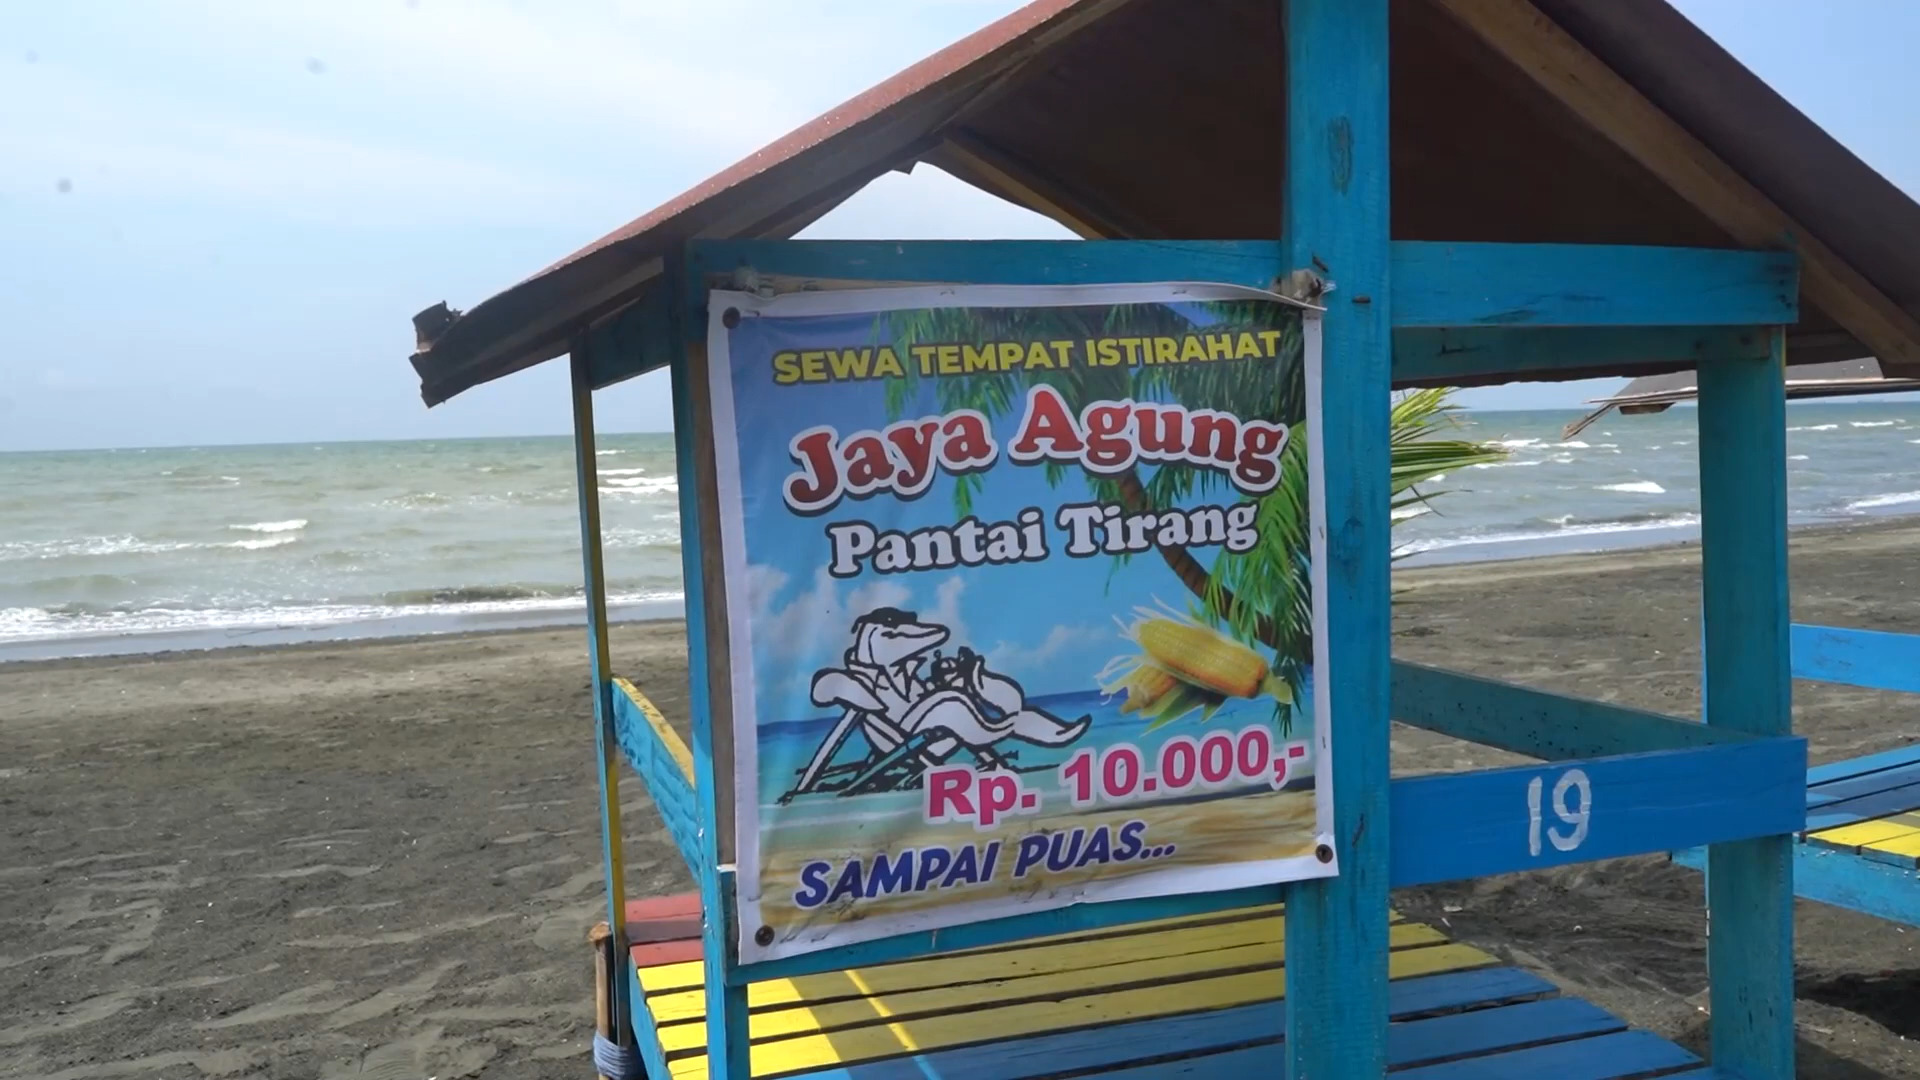 SEWA TEMPAT ISTIRAHAT
Jaya Agung
Pantai Tirang
Rp. 10.000,-
SAMPAI PUAS...
19